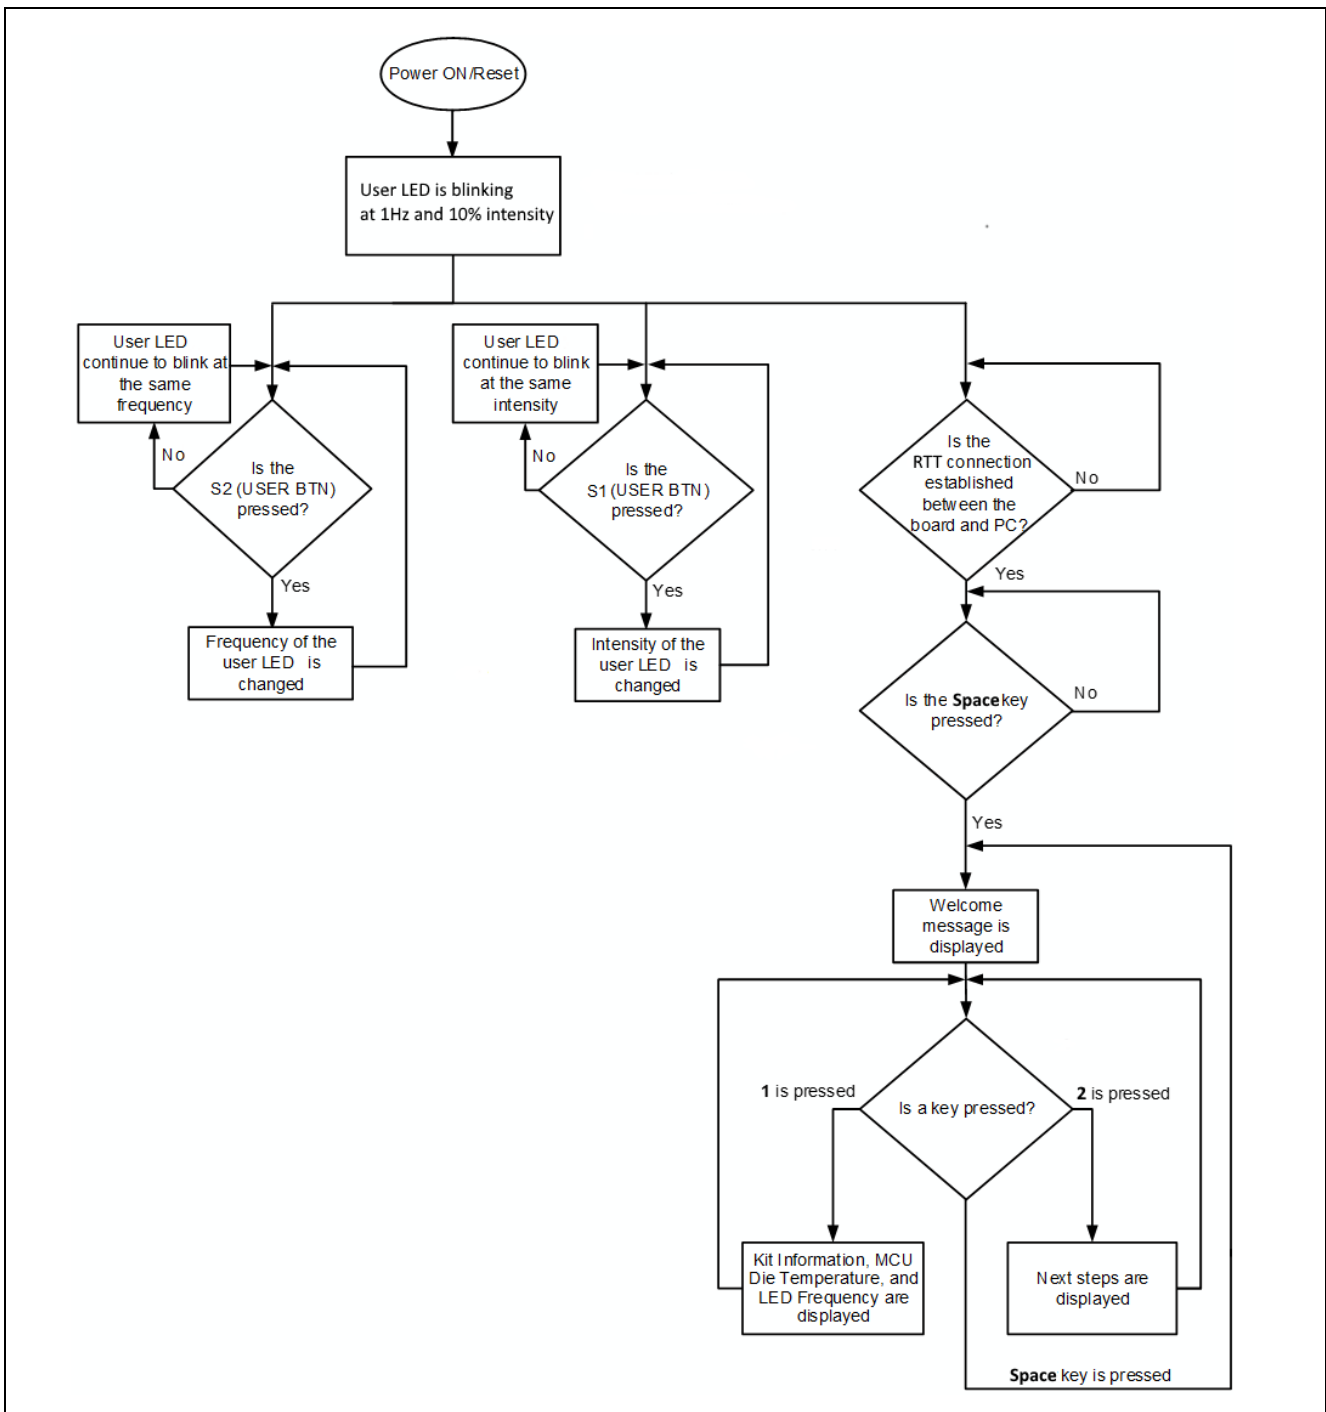 Power ON/Reset
User LED is blinking
at 1Hz and 10% intensity
User LED
continue to blink at
the same
frequency
No
Is the
S2 (USER BTN)
pressed?
Yes
Frequency of the
user LED is
changed
User LED
continue to blink
at the same
intensity
No
Is the
S1 (USER BTN)
pressed?
Yes
Intensity of the
user LED is
changed
Is the
RTT connection
established
between the
board and PC?
No
Yes
Is the Space key
pressed?
No
Yes
Welcome
message is
displayed
1 is pressed
Is a key pressed?
2 is pressed
Kit Information, MCU
Die Temperature, and
LED Frequency are
displayed
Next steps are
displayed
Space key is pressed